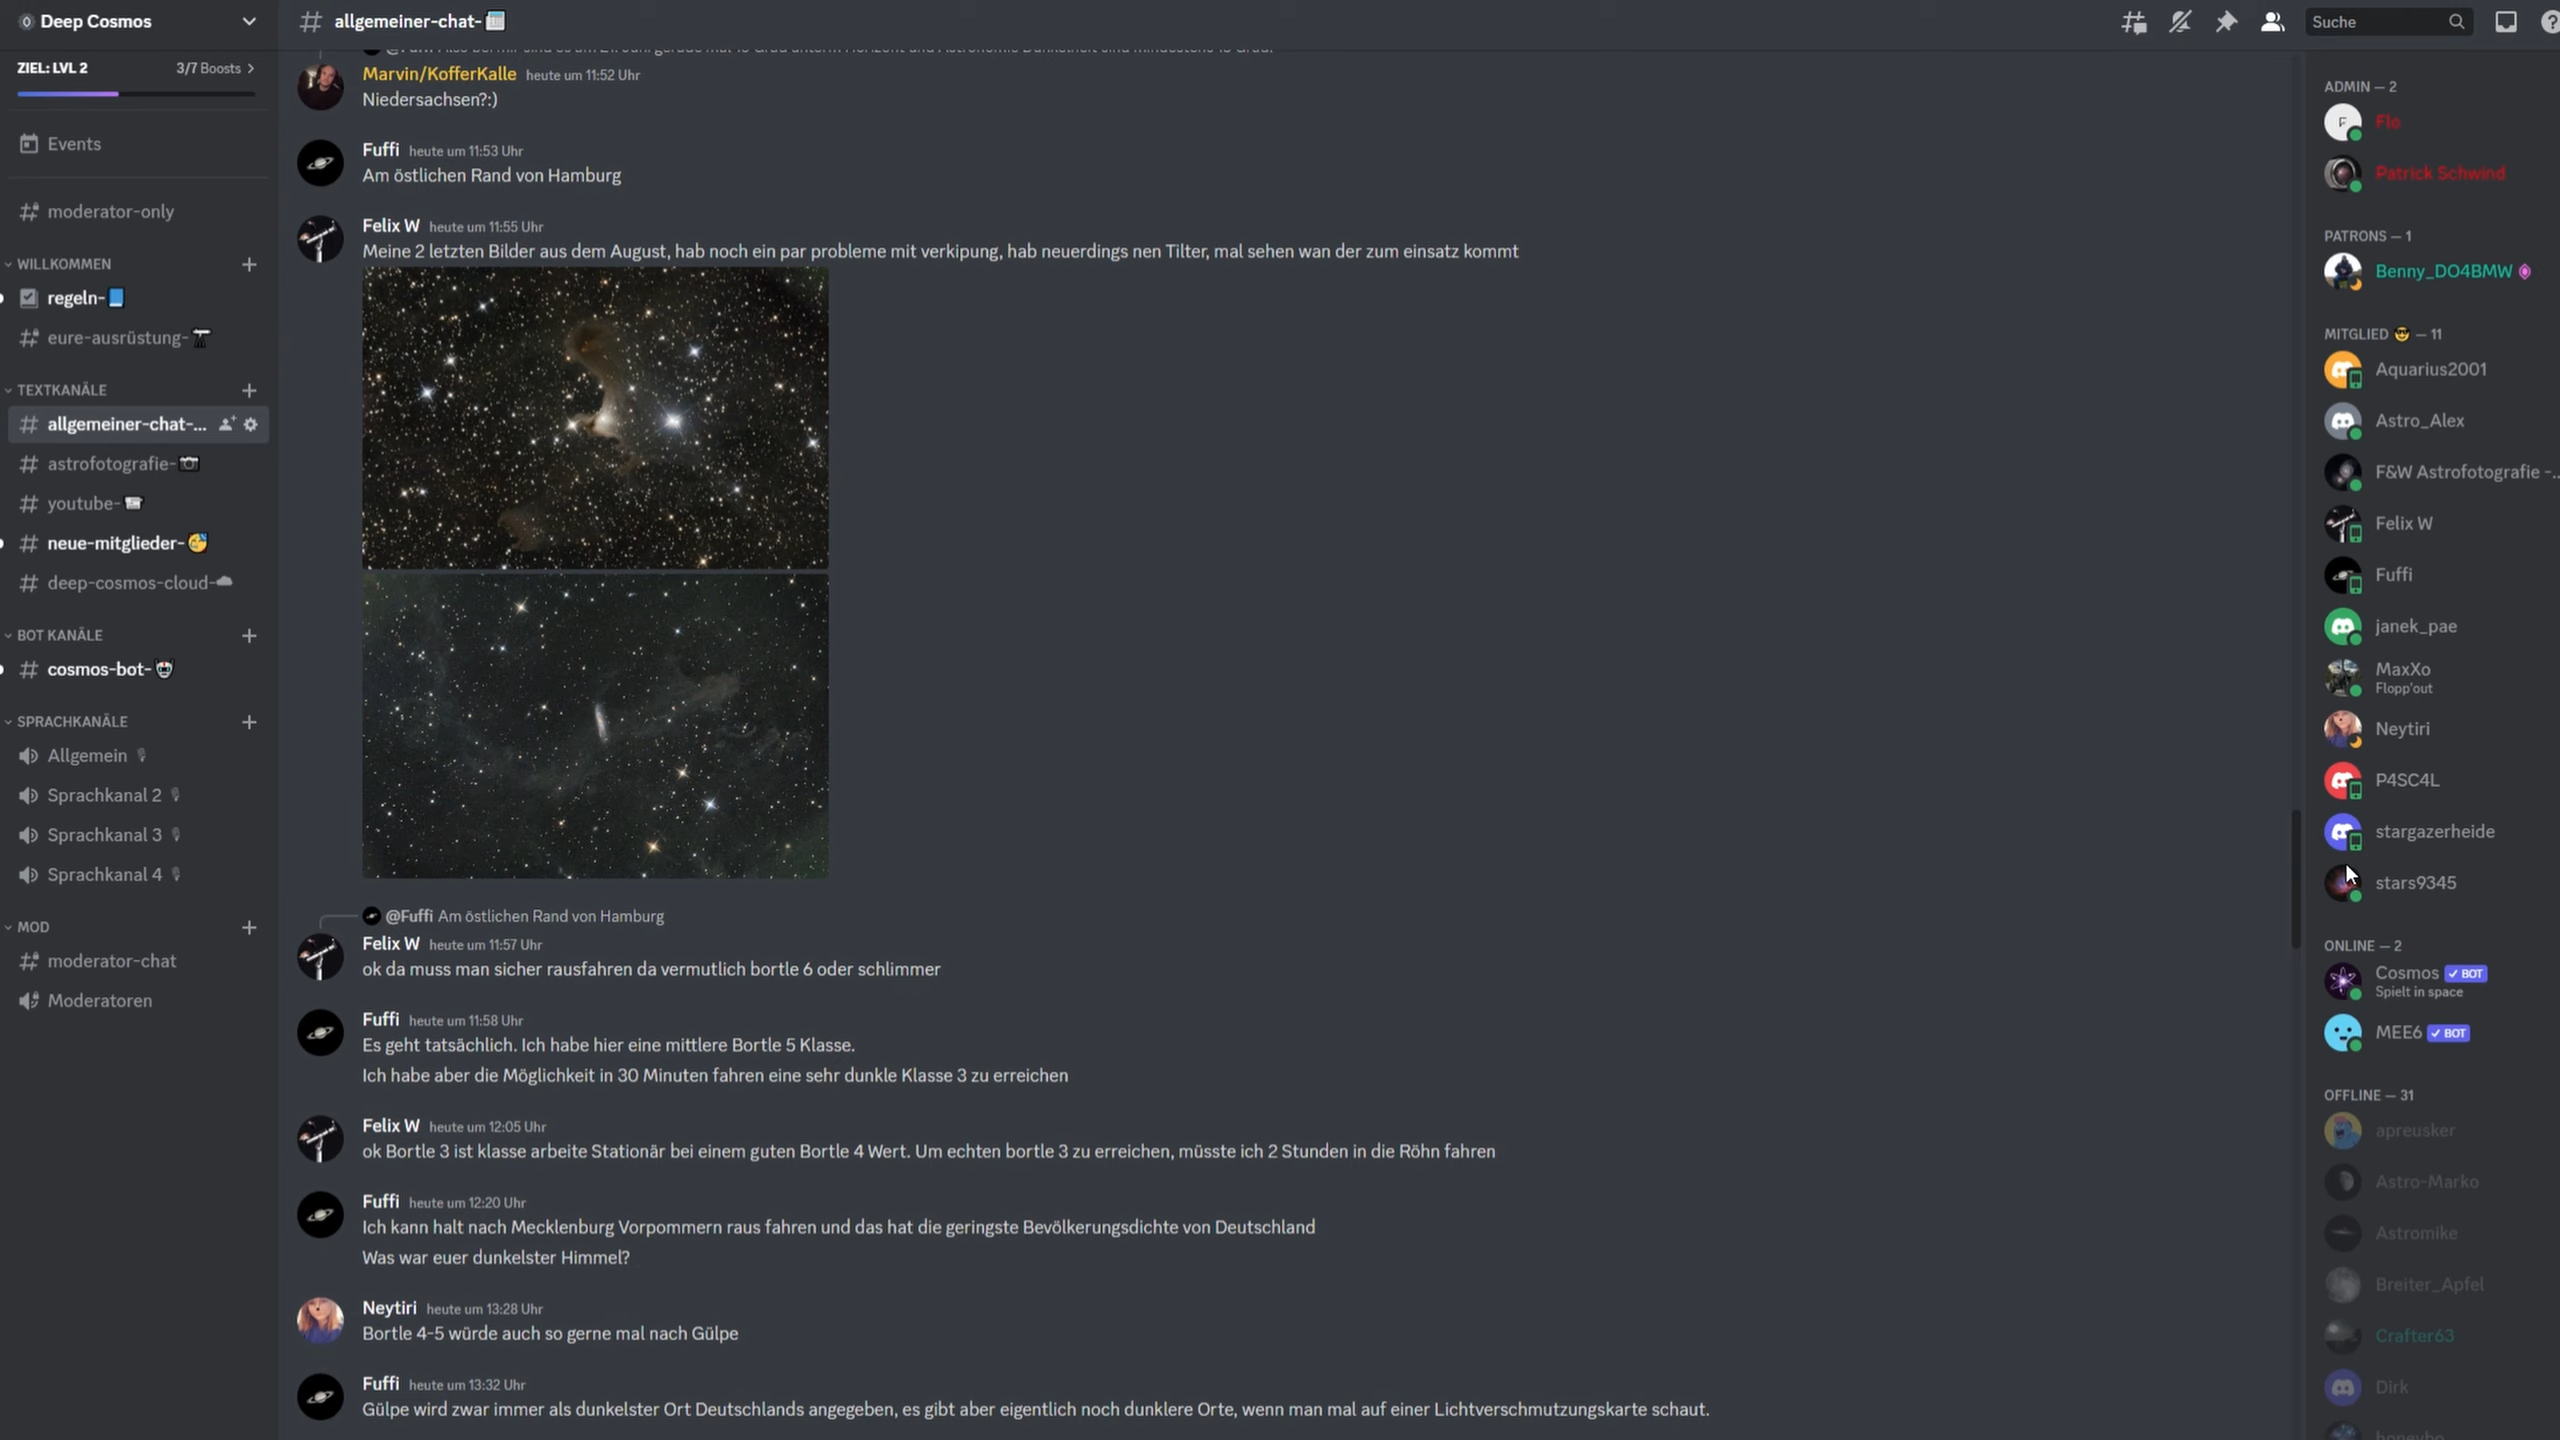 Deep Cosmos
ZIEL: LVL 2
3/7 Boosts
Events
moderator-only
WILLKOMMEN
regeln-
eure-ausrüstung-
TEXTKANÄLE
allgemeiner-chat-...
astrofotografie-
youtube-
neue-mitglieder-
deep-cosmos-cloud-
BOT KANÄLE
cosmos-bot-
SPRACHKANÄLE
Allgemein
Sprachkanal 2
Sprachkanal 3
Sprachkanal 4
MOD
moderator-chat
Moderatoren
allgemeiner-chat-
Suche
Marvin/KofferKalle heute um 11:52 Uhr
Niedersachsen?:)
Fuffi heute um 11:53 Uhr
Am östlichen Rand von Hamburg
Felix W heute um 11:55 Uhr
Meine 2 letzten Bilder aus dem August, hab noch ein par probleme mit verkipung, hab neuerdings nen Tilter, mal sehen wan der zum einsatz kommt
@Fuffi Am östlichen Rand von Hamburg
Felix W heute um 11:57 Uhr
ok da muss man sicher rausfahren da vermutlich bortle 6 oder schlimmer
Fuffi heute um 11:58 Uhr
Es geht tatsächlich. Ich habe hier eine mittlere Bortle 5 Klasse.
Ich habe aber die Möglichkeit in 30 Minuten fahren eine sehr dunkle Klasse 3 zu erreichen
Felix W heute um 12:05 Uhr
ok Bortle 3 ist klasse arbeite Stationär bei einem guten Bortle 4 Wert. Um echten bortle 3 zu erreichen, müsste ich 2 Stunden in die Röhn fahren
Fuffi heute um 12:20 Uhr
Ich kann halt nach Mecklenburg Vorpommern raus fahren und das hat die geringste Bevölkerungsdichte von Deutschland
Was war euer dunkelster Himmel?
Neytiri heute um 13:28 Uhr
Bortle 4-5 würde auch so gerne mal nach Gülpe
Fuffi heute um 13:32 Uhr
Gülpe wird zwar immer als dunkelster Ort Deutschlands angegeben, es gibt aber eigentlich noch dunklere Orte, wenn man mal auf einer Lichtverschmutzungskarte schaut.
ADMIN — 2
Flo
Patrick Schwind
PATRONS — 1
Benny_DO4BMW
MITGLIED — 11
Aquarius2001
Astro_Alex
F&W Astrofotografie -...
Felix W
Fuffi
janek_pae
MaxXo
Flopp'out
Neytiri
P4SC4L
stargazerheide
stars9345
ONLINE — 2
Cosmos BOT
Spielt in space
MEE6 BOT
OFFLINE — 31
apreusker
Astro-Marko
Astromike
Breiter_Apfel
Crafter63
Dirk